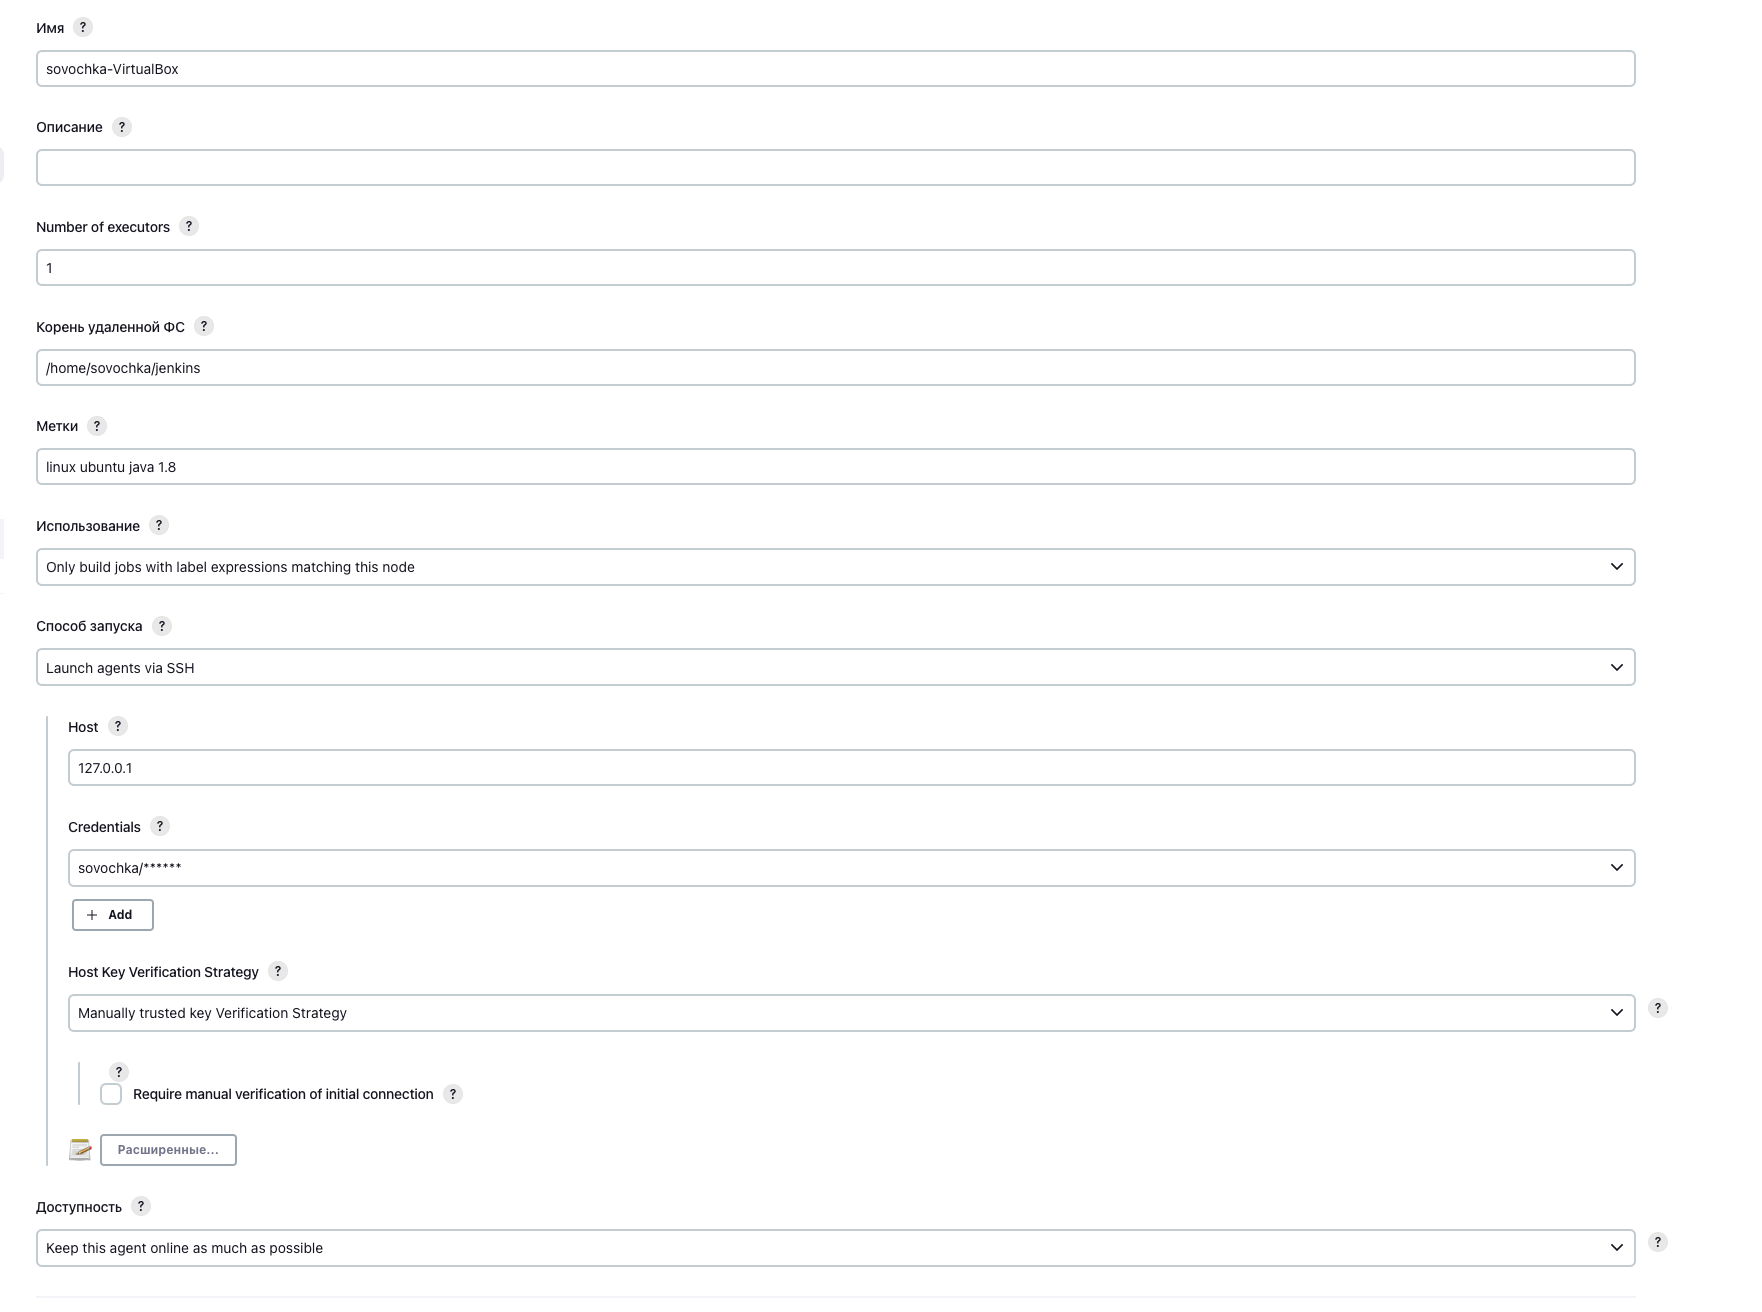 Имя ?
sovochka-VirtualBox
Описание ?
Number of executors ?
1
Корень удаленной ФС ?
/home/sovochka/jenkins
Метки ?
linux ubuntu java 1.8
Использование ?
Only build jobs with label expressions matching this node
Способ запуска ?
Launch agents via SSH
Host ?
127.0.0.1
Credentials ?
sovochka/******
+ Add
Host Key Verification Strategy ?
Manually trusted key Verification Strategy ?
?
Require manual verification of initial connection ?
Расширенные...
Доступность ?
Keep this agent online as much as possible ?